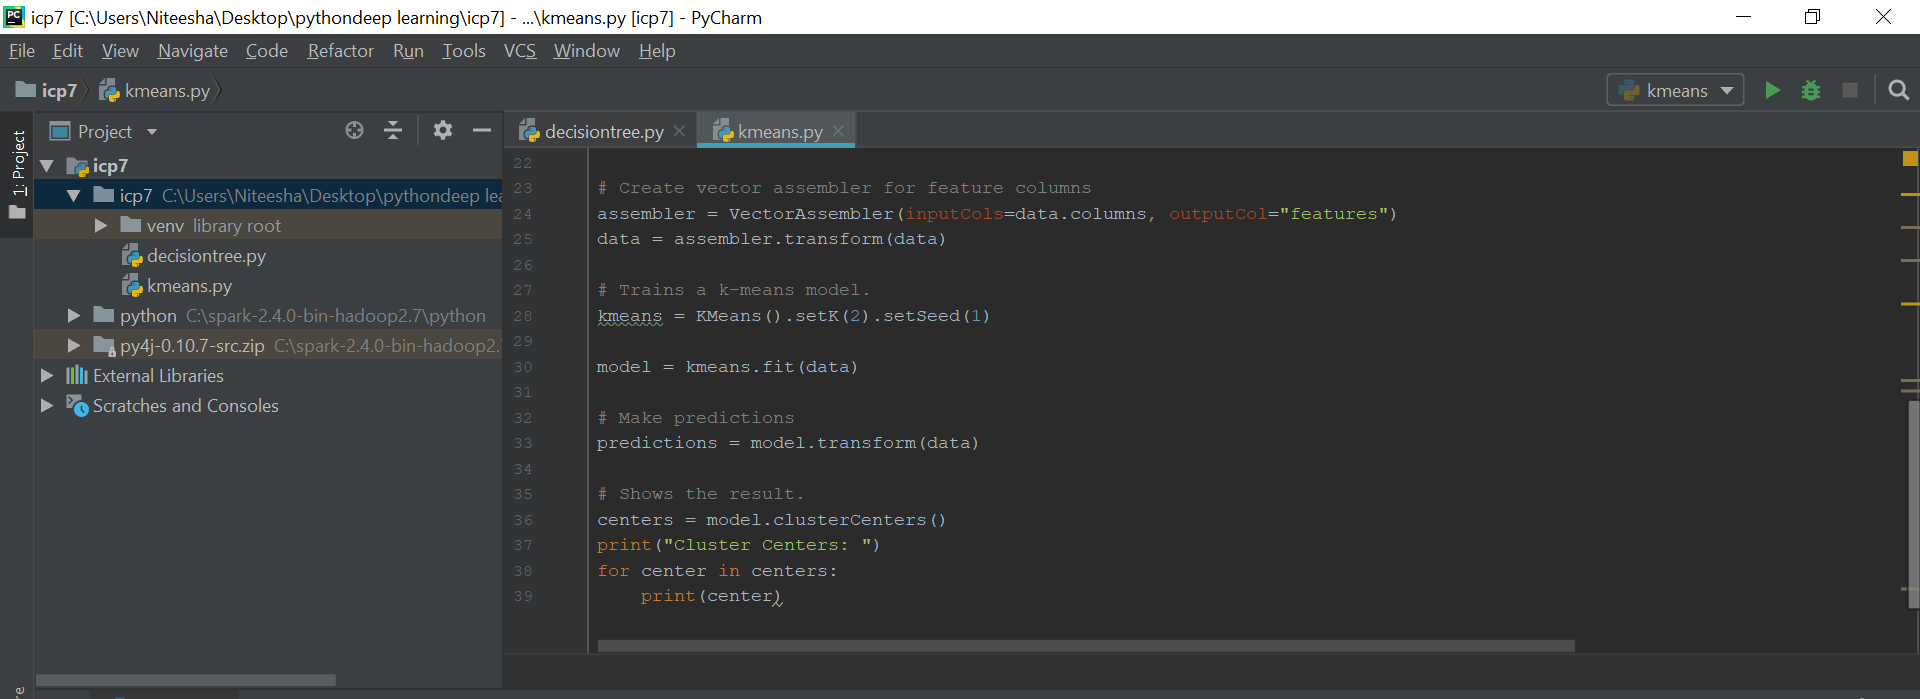 PC icp7 [C:\Users\Niteesha\Desktop\pythondeep learning\icp7] - ...\kmeans.py [icp7] - PyCharm
File Edit View Navigate Code Refactor Run Tools VCS Window Help
icp7 kmeans.py
kmeans
1: Project
Project
decisiontree.py kmeans.py
icp7
icp7 C:\Users\Niteesha\Desktop\pythondeep lea
venv library root
decisiontree.py
kmeans.py
python C:\spark-2.4.0-bin-hadoop2.7\python
py4j-0.10.7-src.zip C:\spark-2.4.0-bin-hadoop2.
External Libraries
Scratches and Consoles
22
23 # Create vector assembler for feature columns
24 assembler = VectorAssembler(inputCols=data.columns, outputCol="features")
25 data = assembler.transform(data)
26
27 # Trains a k-means model.
28 kmeans = KMeans().setK(2).setSeed(1)
29
30 model = kmeans.fit(data)
31
32 # Make predictions
33 predictions = model.transform(data)
34
35 # Shows the result.
36 centers = model.clusterCenters()
37 print("Cluster Centers: ")
38 for center in centers:
39     print(center)